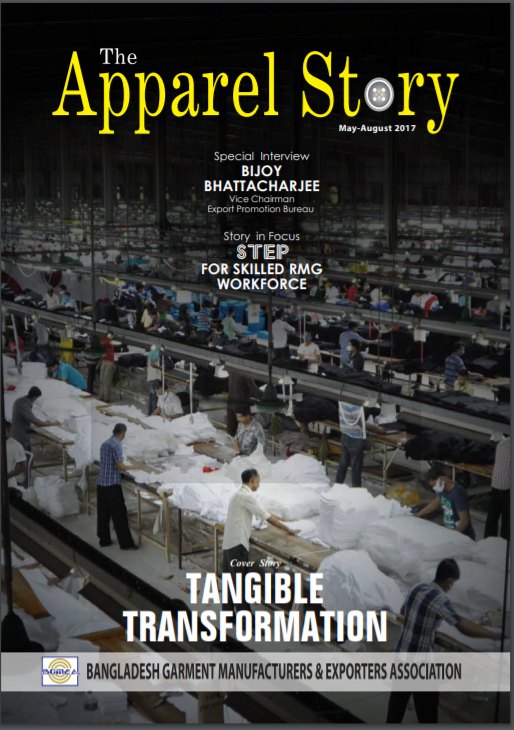 The
Apparel Story
May-August 2017
Special Interview
BIJOY
BHATTACHARJEE
Vice Chairman
Export Promotion Bureau
Story in Focus
STEP
FOR SKILLED RMG
WORKFORCE
Cover Story
TANGIBLE
TRANSFORMATION
BGMEA
BANGLADESH GARMENT MANUFACTURERS & EXPORTERS ASSOCIATION